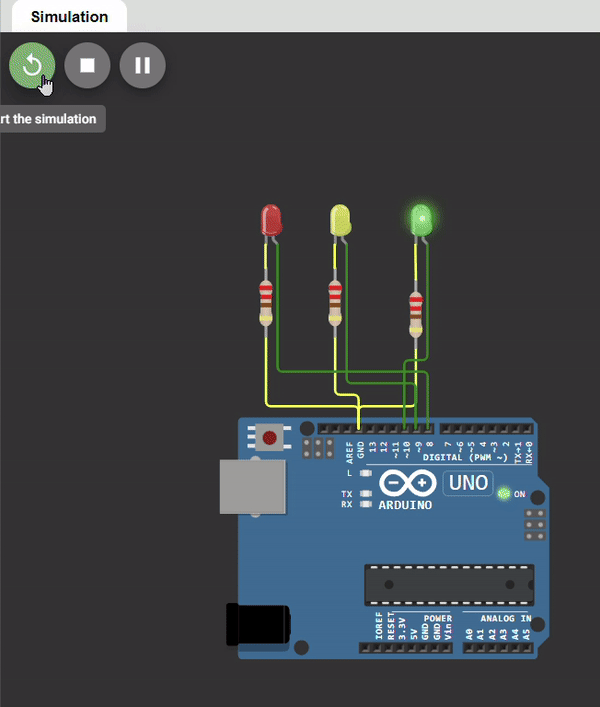 Simulation
rt the simulation
AREF
GND
13
12
~11
~10
~9
8
7
~6
~5
4
~3
2
TX→1
RX←0
DIGITAL (PWM ~)
L
TX
RX
UNO
ON
ARDUINO
IOREF
RESET
3.3V
5V
GND
GND
Vin
POWER
ANALOG IN
A0
A1
A2
A3
A4
A5